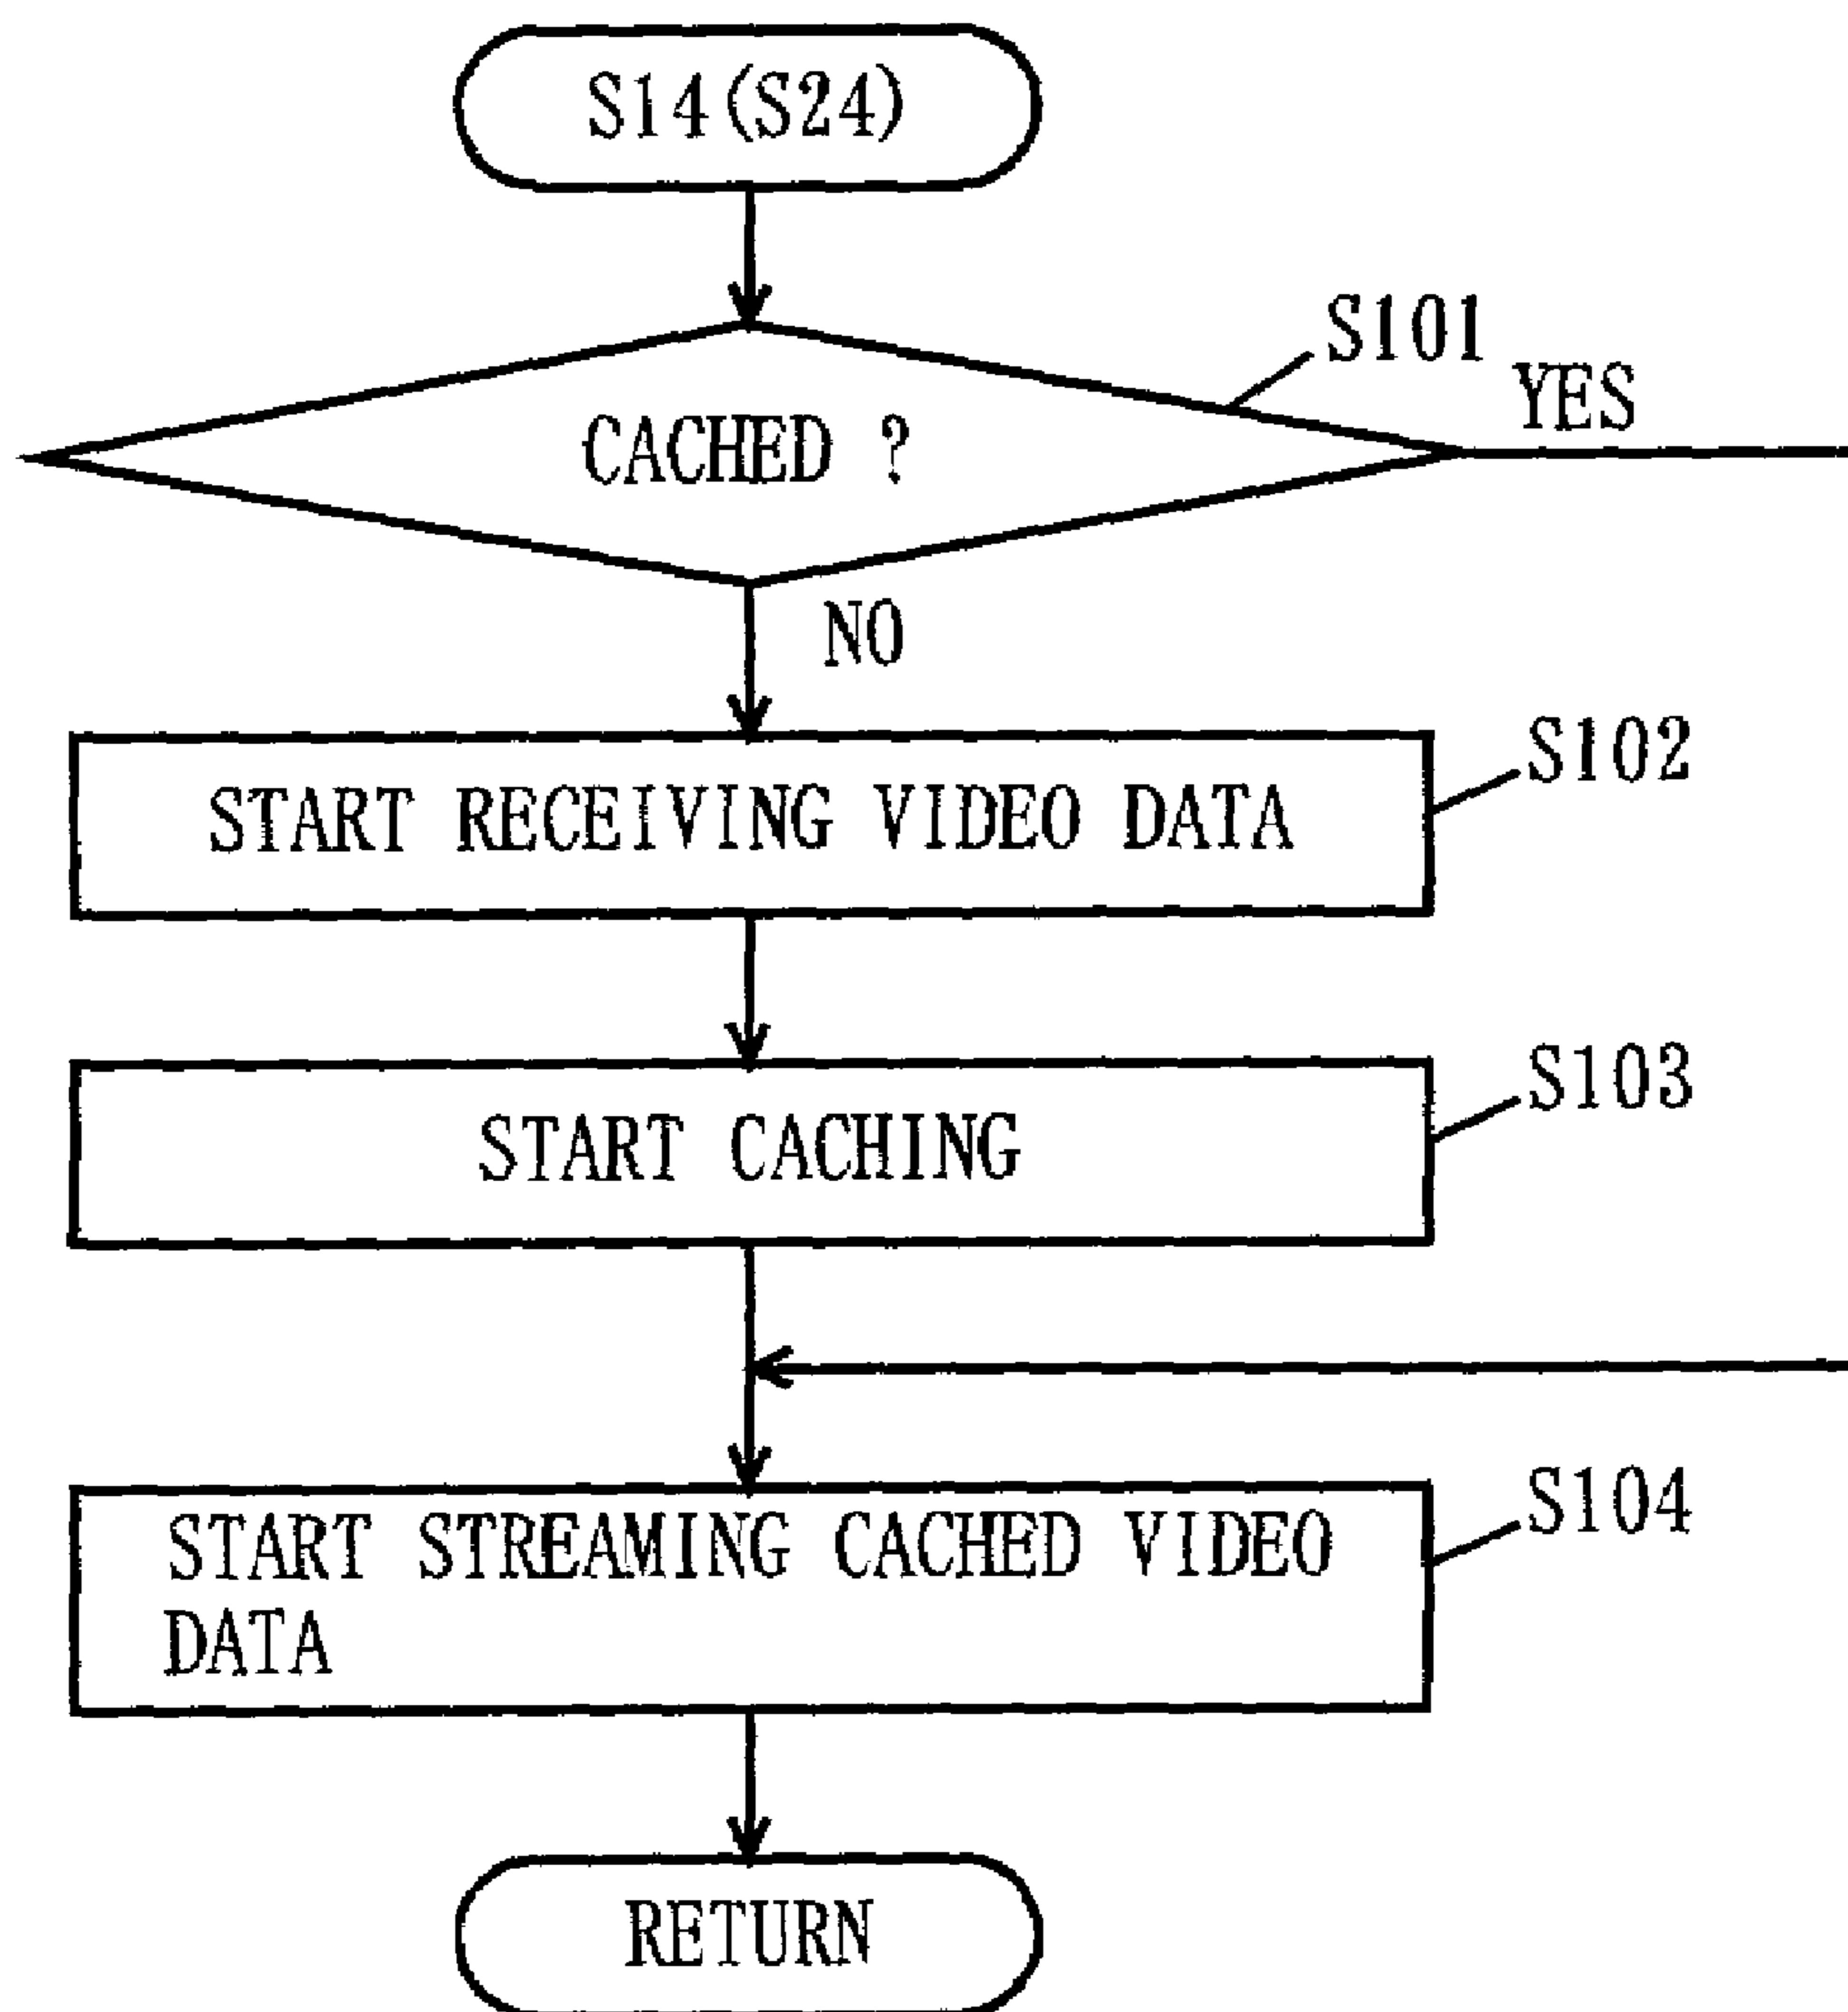 S14(S24)
S101
YES
CACHED ?
NO
S102
START RECEIVING VIDEO DATA
S103
START CACHING
S104
START STREAMING CACHED VIDEO
DATA
RETURN